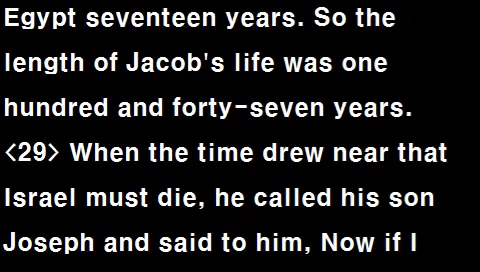 Egypt seventeen years. So the
length of Jacob's life was one
hundred and forty-seven years.
<29> When the time drew near that
Israel must die, he called his son
Joseph and said to him, Now if I